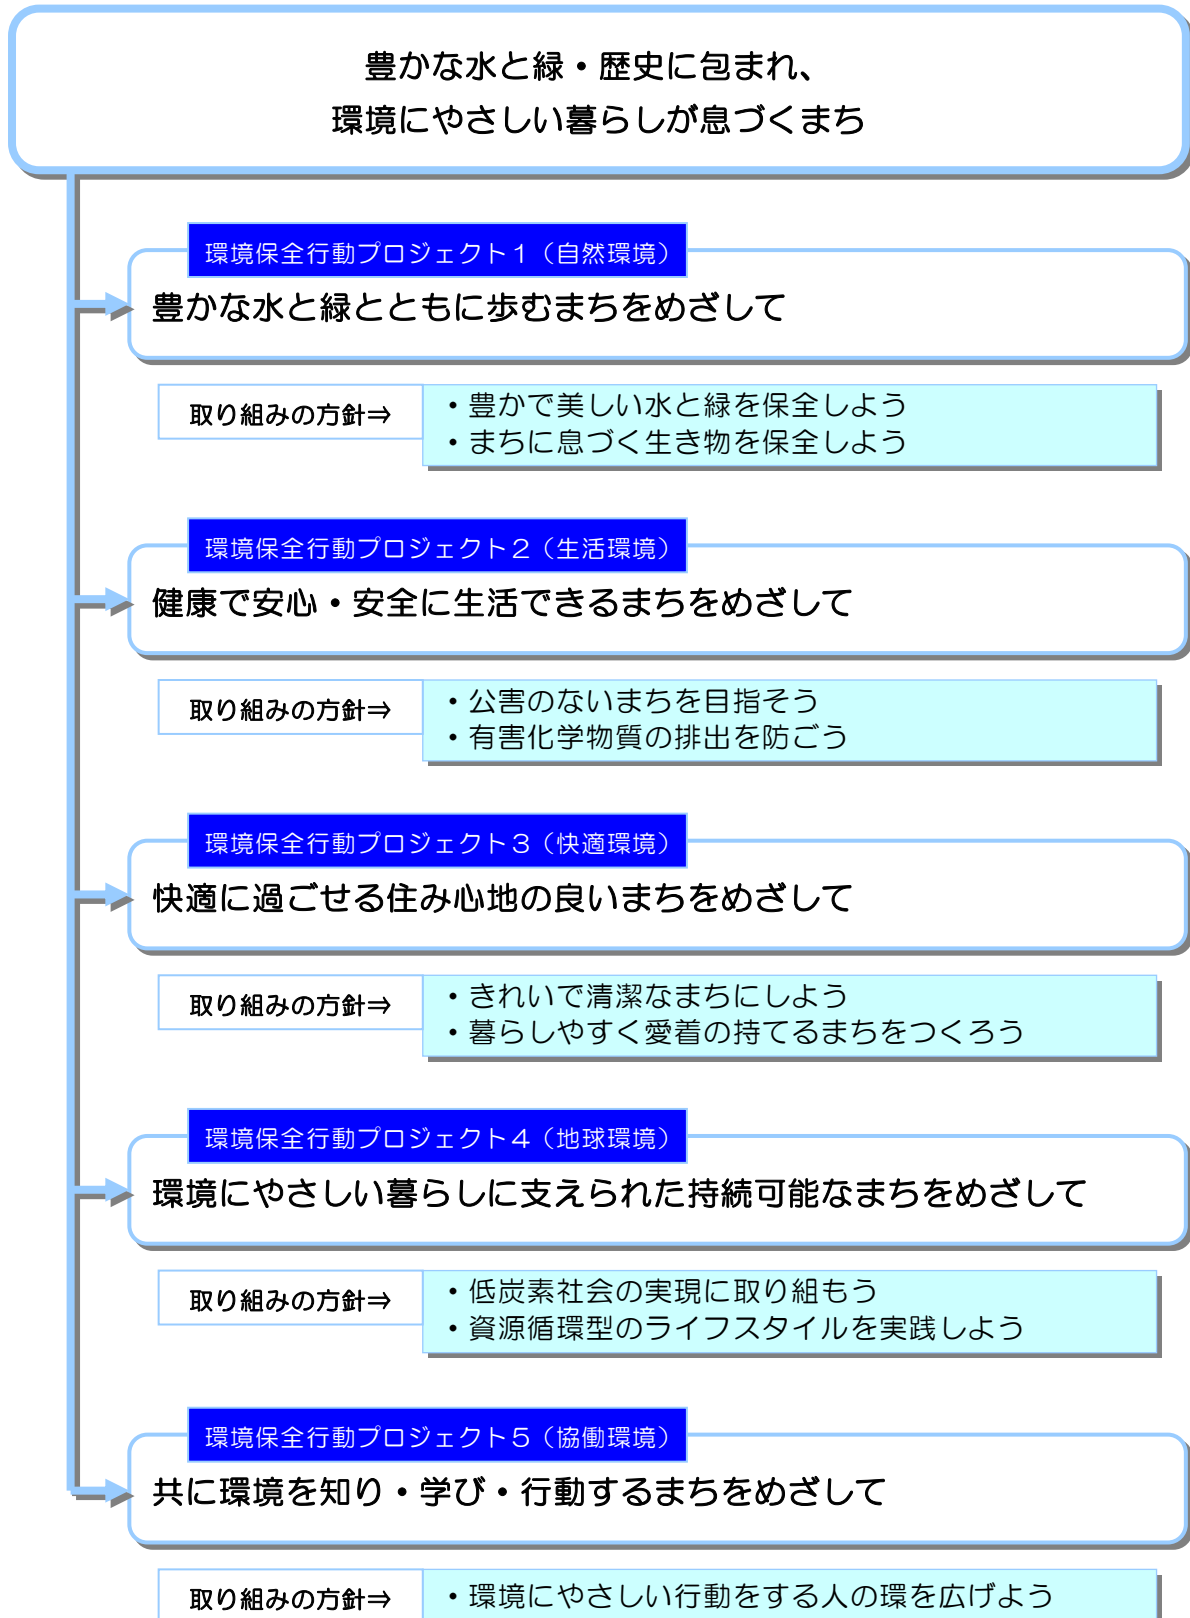 豊かな水と緑・歴史に包まれ、
環境にやさしい暮らしが息づくまち
環境保全行動プロジェクト１（自然環境）
豊かな水と緑とともに歩むまちをめざして
取り組みの方針⇒
・豊かで美しい水と緑を保全しよう
・まちに息づく生き物を保全しよう
環境保全行動プロジェクト２（生活環境）
健康で安心・安全に生活できるまちをめざして
取り組みの方針⇒
・公害のないまちを目指そう
・有害化学物質の排出を防ごう
環境保全行動プロジェクト３（快適環境）
快適に過ごせる住み心地の良いまちをめざして
取り組みの方針⇒
・きれいで清潔なまちにしよう
・暮らしやすく愛着の持てるまちをつくろう
環境保全行動プロジェクト４（地球環境）
環境にやさしい暮らしに支えられた持続可能なまちをめざして
取り組みの方針⇒
・低炭素社会の実現に取り組もう
・資源循環型のライフスタイルを実践しよう
環境保全行動プロジェクト５（協働環境）
共に環境を知り・学び・行動するまちをめざして
取り組みの方針⇒
・環境にやさしい行動をする人の環を広げよう